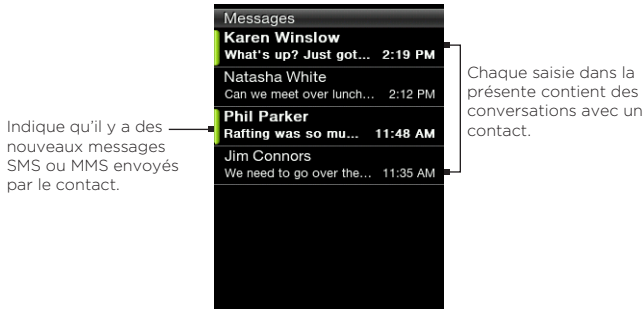 Messages
Karen Winslow
What's up? Just got... 2:19 PM
Natasha White
Can we meet over lunch... 2:12 PM
Phil Parker
Rafting was so mu... 11:48 AM
Jim Connors
We need to go over the... 11:35 AM
Indique qu'il y a des
nouveaux messages
SMS ou MMS envoyés
par le contact.
Chaque saisie dans la
présente contient des
conversations avec un
contact.